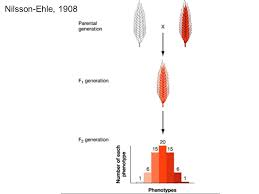 Nilsson-Ehle, 1908
Parental
generation
X
F₁ generation
F₂ generation
Number of each
phenotype
20
15 15
6 6
1 1
Phenotypes